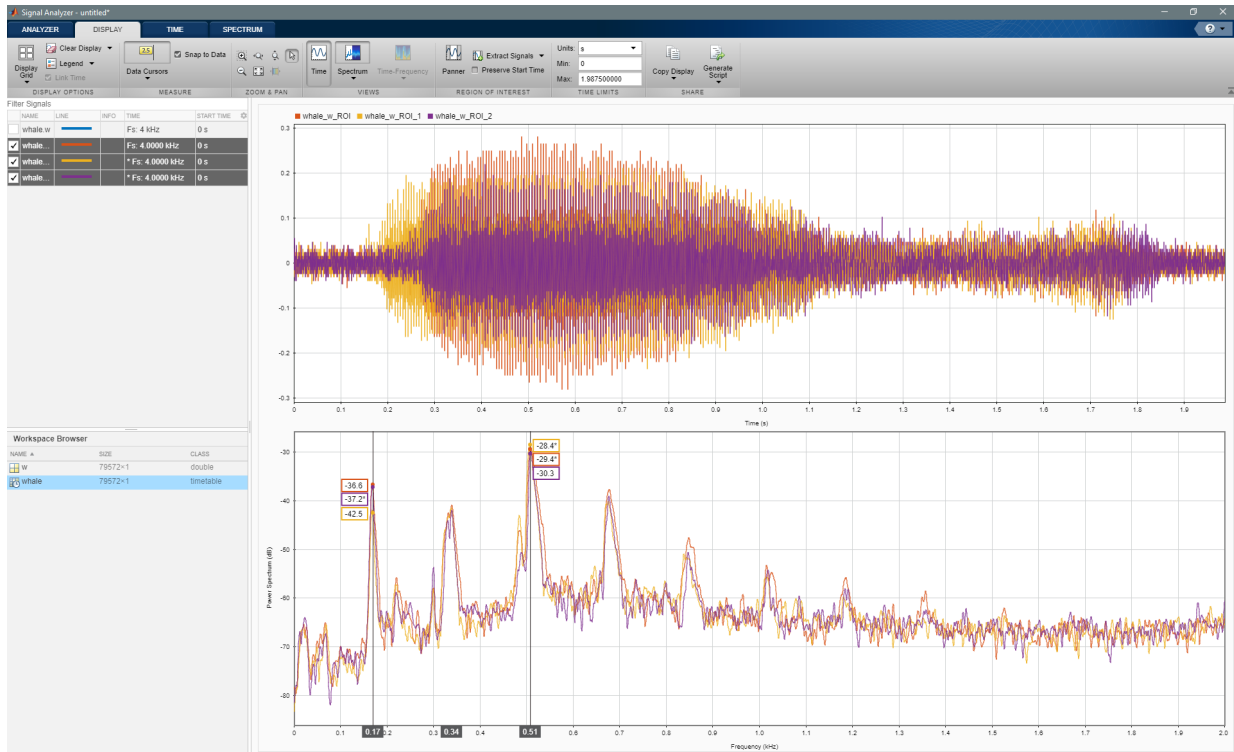 Signal Analyzer - untitled*
ANALYZER DISPLAY TIME SPECTRUM
Clear Display
Legend
Link Time
Display Grid
2.5
Snap to Data
Data Cursors
Time Spectrum Time-Frequency
Panner
Extract Signals
Preserve Start Time
Units: s
Min: 0
Max: 1.987500000
Copy Display Generate Script
DISPLAY OPTIONS MEASURE ZOOM & PAN VIEWS REGION OF INTEREST TIME LIMITS SHARE
Filter Signals
NAME LINE INFO TIME START TIME
whale.w Fs: 4 kHz 0 s
whale... Fs: 4.0000 kHz 0 s
whale... * Fs: 4.0000 kHz 0 s
whale... * Fs: 4.0000 kHz 0 s
Workspace Browser
NAME SIZE CLASS
w 79572×1 double
whale 79572×1 timetable
whale_w_ROI whale_w_ROI_1 whale_w_ROI_2
0.3
0.2
0.1
0
-0.1
-0.2
-0.3
0 0.1 0.2 0.3 0.4 0.5 0.6 0.7 0.8 0.9 1.0 1.1 1.2 1.3 1.4 1.5 1.6 1.7 1.8 1.9
Time (s)
-30
-40
-50
-60
-70
-80
Power Spectrum (dB)
-36.6
-37.2*
-42.5
-28.4*
-29.4*
-30.3
0 0.1 0.17 0.2 0.3 0.34 0.4 0.51 0.6 0.7 0.8 0.9 1.0 1.1 1.2 1.3 1.4 1.5 1.6 1.7 1.8 1.9 2.0
Frequency (kHz)